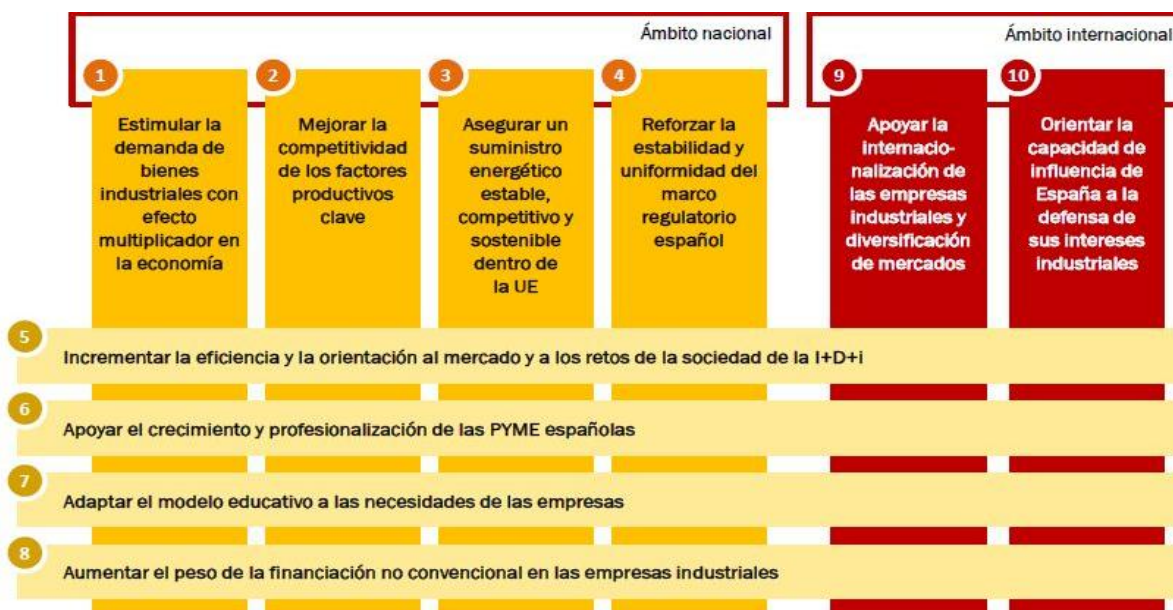 Ámbito nacional
Ámbito internacional
1
Estimular la
demanda de
bienes
industriales con
efecto
multiplicador en
la economía
2
Mejorar la
competitividad
de los factores
productivos
clave
3
Asegurar un
suministro
energético
estable,
competitivo y
sostenible
dentro de
la UE
4
Reforzar la
estabilidad y
uniformidad del
marco
regulatorio
español
9
Apoyar la
internacio-
nalización de
las empresas
industriales y
diversificación
de mercados
10
Orientar la
capacidad de
influencia de
España a la
defensa de
sus intereses
industriales
5
Incrementar la eficiencia y la orientación al mercado y a los retos de la sociedad de la I+D+i
6
Apoyar el crecimiento y profesionalización de las PYME españolas
7
Adaptar el modelo educativo a las necesidades de las empresas
8
Aumentar el peso de la financiación no convencional en las empresas industriales